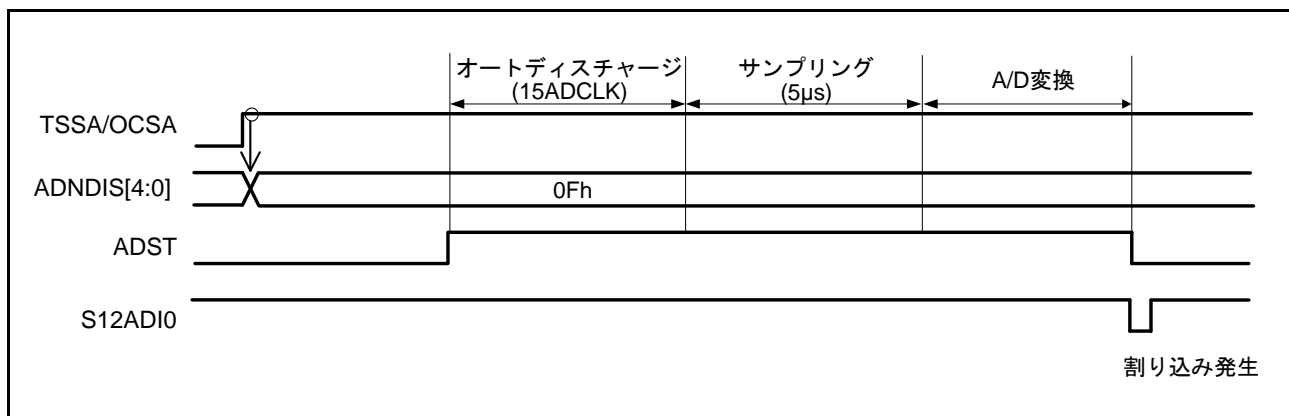 オートディスチャージ
(15ADCLK)
サンプリング
(5µs)
A/D変換
TSSA/OCSA
ADNDIS[4:0]
0Fh
ADST
S12ADI0
割り込み発生